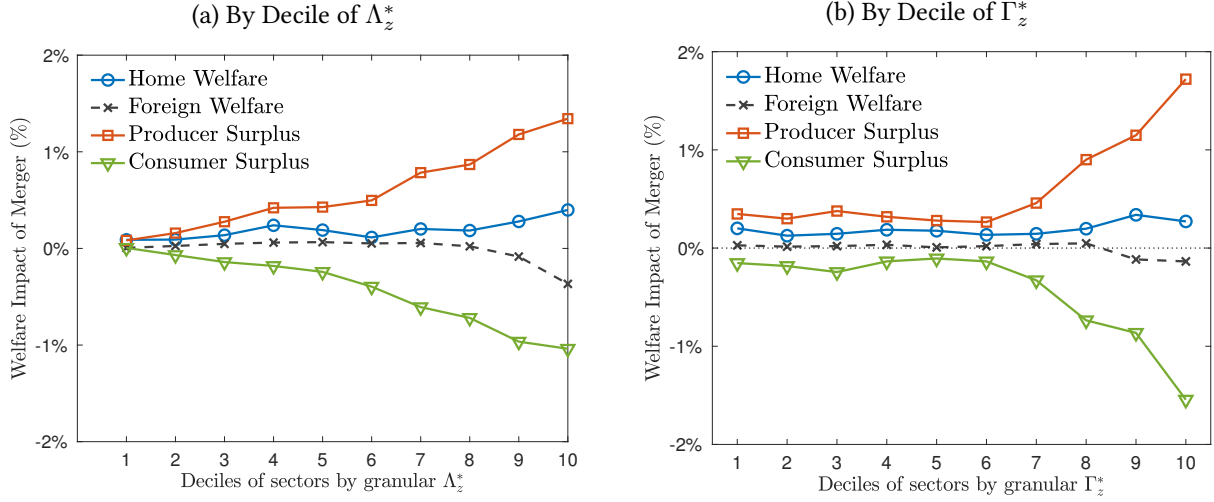 (a) By Decile of Λ*z
2%
1%
0%
-1%
-2%
Welfare Impact of Merger (%)
Home Welfare
Foreign Welfare
Producer Surplus
Consumer Surplus
1 2 3 4 5 6 7 8 9 10
Deciles of sectors by granular Λ*z
(b) By Decile of Γ*z
2%
1%
0%
-1%
-2%
Welfare Impact of Merger (%)
Home Welfare
Foreign Welfare
Producer Surplus
Consumer Surplus
1 2 3 4 5 6 7 8 9 10
Deciles of sectors by granular Γ*z